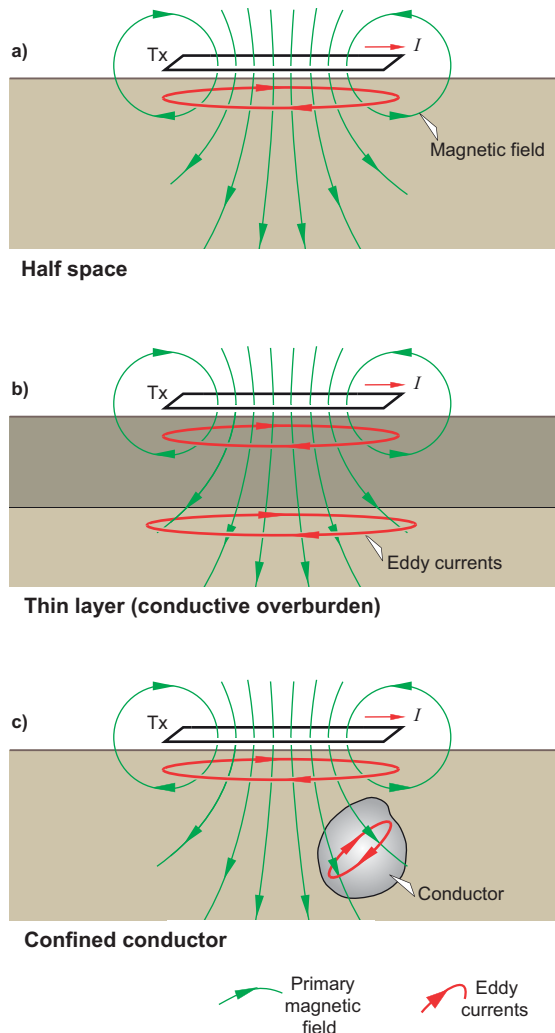 a)
Tx
I
Magnetic field
Half space
b)
Tx
I
Eddy currents
Thin layer (conductive overburden)
c)
Tx
I
Conductor
Confined conductor
Primary
magnetic
field
Eddy
currents